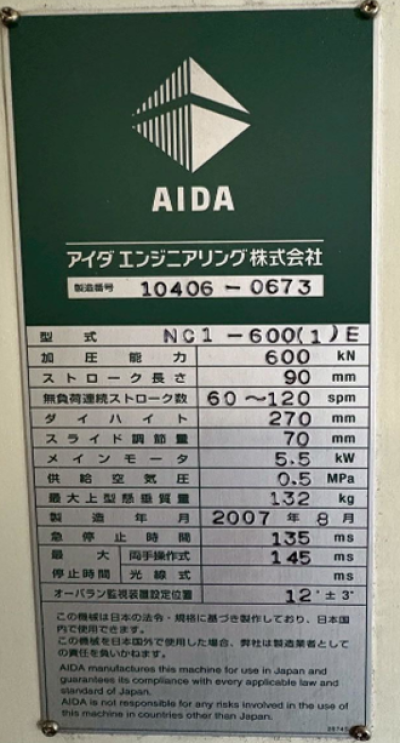 AIDA
アイダエンジニアリング株式会社
製造番号 10406-0673
型式 NC1-600(1)E
加圧能力 600 kN
ストローク長さ 90 mm
無負荷連続ストローク数 60～120 spm
ダイハイト 270 mm
スライド調節量 70 mm
メインモータ 5.5 kW
供給空気圧 0.5 MPa
最大上型懸垂質量 132 kg
製造年月 2007年8月
急停止時間 135 ms
最大停止時間 両手操作式 145 ms
光線式 ms
オーバラン監視装置設定位置 12°±3°
この機械は日本の法令・規格に基づき製作しており、日本国
内で使用できます。
この機械を日本国外で使用した場合、弊社は製造業者として
の責任を負いかねます。
AIDA manufactures this machine for use in Japan and
guarantees its compliance with every applicable law and
standard of Japan.
AIDA is not responsible for any risks involved in the use of
this machine in countries other than Japan.